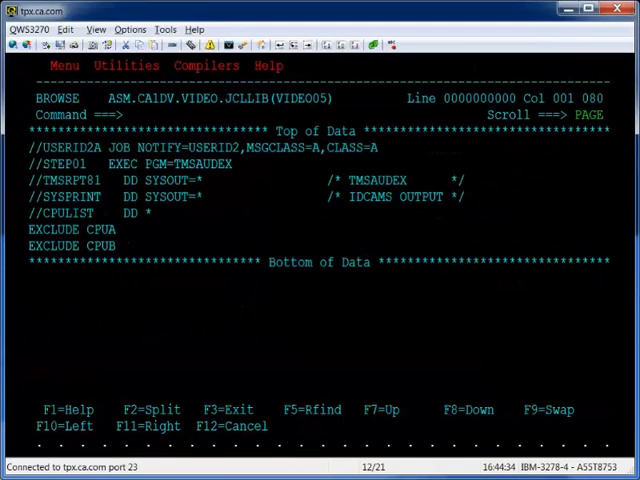 tpx.ca.com
QWS3270 Edit View Options Tools Help
Menu Utilities Compilers Help
-------------------------------------------------------------------------------
BROWSE ASM.CA1DV.VIDEO.JCLLIB(VIDEO05) Line 0000000000 Col 001 080
Command ===> Scroll ===> PAGE
******************************** Top of Data **********************************
//USERID2A JOB NOTIFY=USERID2,MSGCLASS=A,CLASS=A
//STEP01 EXEC PGM=TMSAUDEX
//TMSRPT81 DD SYSOUT=* /* TMSAUDEX */
//SYSPRINT DD SYSOUT=* /* IDCAMS OUTPUT */
//CPULIST DD *
EXCLUDE CPUA
EXCLUDE CPUB
******************************** Bottom of Data ********************************
F1=Help F2=Split F3=Exit F5=Rfind F7=Up F8=Down F9=Swap
F10=Left F11=Right F12=Cancel
Connected to tpx.ca.com port 23 12/21 16:44:34 IBM-3278-4 - A55T8753